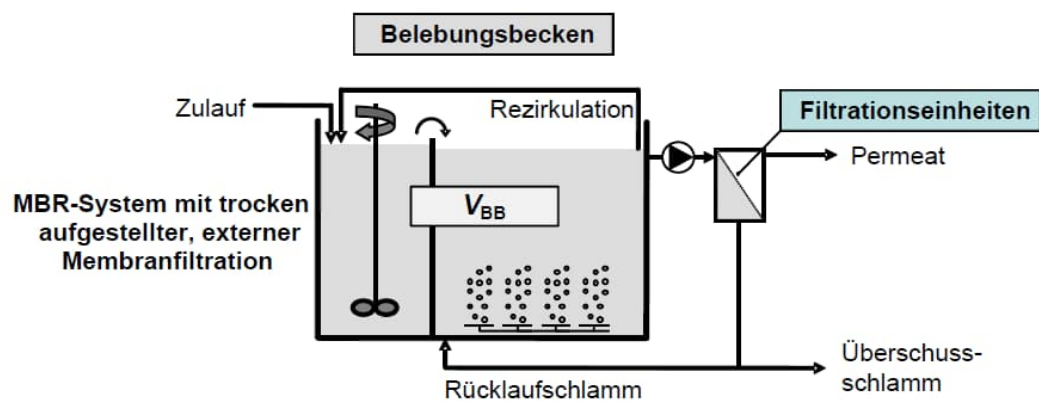 Belebungsbecken
Zulauf
Rezirkulation
Filtrationseinheiten
Permeat
MBR-System mit trocken
aufgestellter, externer
Membranfiltration
VBB
Rücklaufschlamm
Überschuss-
schlamm